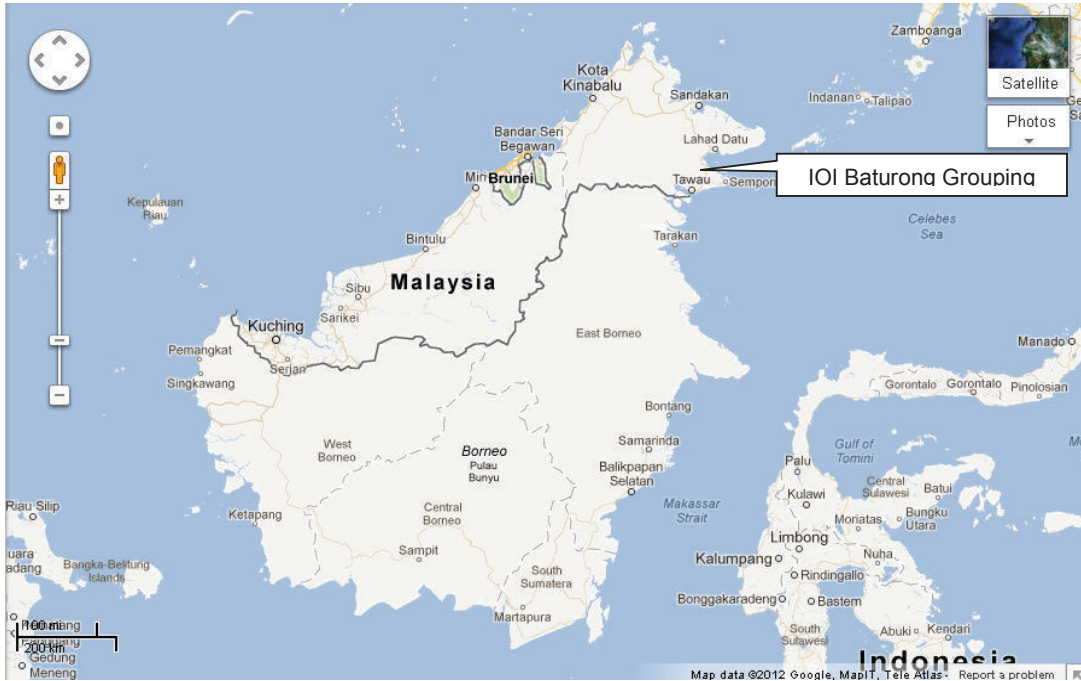 Zamboanga
Satellite
Photos
Kota
Kinabalu
Sandakan
Indanan
Talipao
Lahad Datu
Bandar Seri
Begawan
IOI Baturong Grouping
Brunei
Tawau
Kepulauan
Riau
Celebes
Sea
Bintulu
Tarakan
Malaysia
Sibu
Sarikei
Kuching
East Borneo
Pemangkat
Serian
Singkawang
Manado
Gorontalo
Gorontalo
Pinolosian
Bontang
West
Borneo
Borneo
Pulau
Bunyu
Samarinda
Gulf of
Tomini
Balikpapan
Selatan
Palu
Central
Sulawesi
Batui
Kulawi
Riau Silip
Ketapang
Central
Borneo
Makassar
Strait
Moriatas
Bungku
Utara
Limbong
Sampit
Kalumpang
Nuha
Bangka-Belitung
Islands
South
Sumatera
Rindingallo
Bonggakaradeng
Bastem
Martapura
100 mi
200 km
South
Sulawesi
Abuki
Kendari
Gedung
Meneng
Indonesia
Map data ©2012 Google, MapIT, Tele Atlas -
Report a problem